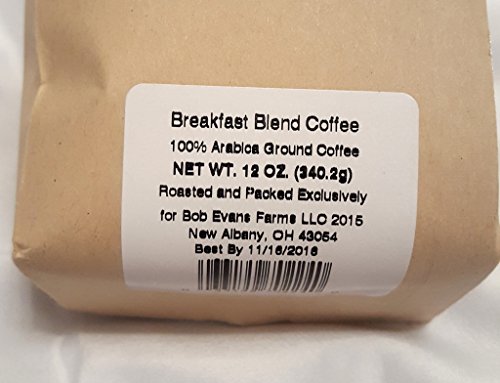 Breakfast Blend Coffee
100% Arabica Ground Coffee
NET WT. 12 OZ. (340.2g)
Roasted and Packed Exclusively
for Bob Evans Farms LLC 2015
New Albany, OH 43054
Best By 11/16/2016